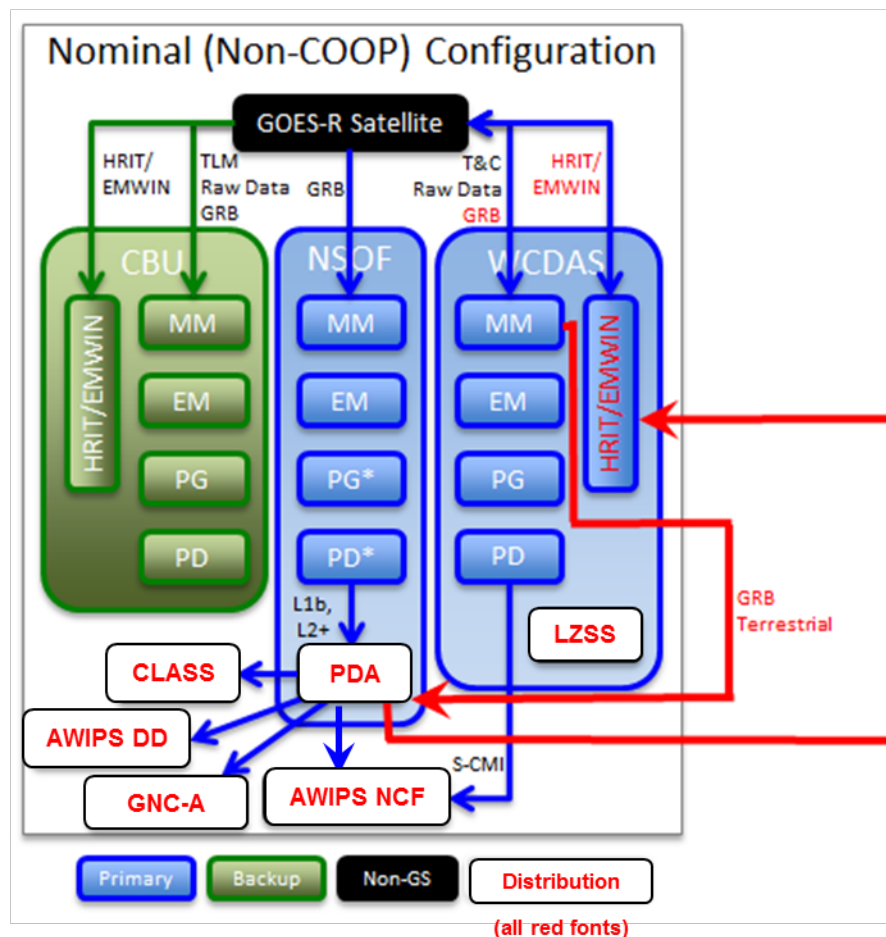 Nominal (Non-COOP) Configuration
GOES-R Satellite
HRIT/
EMWIN
TLM
Raw Data
GRB
GRB
T&C
Raw Data
GRB
HRIT/
EMWIN
CBU
HRIT/EMWIN
MM
EM
PG
PD
NSOF
MM
EM
PG*
PD*
L1b,
L2+
PDA
WCDAS
MM
EM
PG
PD
HRIT/EMWIN
LZSS
GRB
Terrestrial
CLASS
AWIPS DD
GNC-A
AWIPS NCF
S-CMI
Primary
Backup
Non-GS
Distribution
(all red fonts)